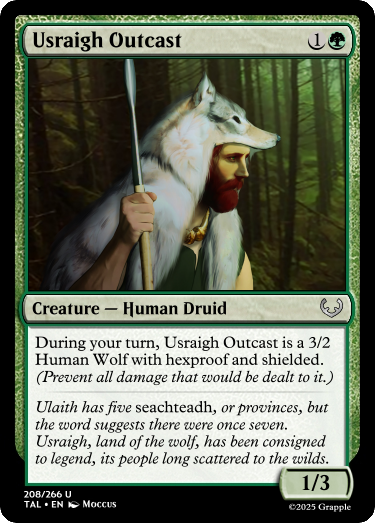 Usraigh Outcast 1
Creature — Human Druid
During your turn, Usraigh Outcast is a 3/2
Human Wolf with hexproof and shielded.
(Prevent all damage that would be dealt to it.)
Ulaith has five seachteadh, or provinces, but
the word suggests there were once seven.
Usraigh, land of the wolf, has been consigned
to legend, its people long scattered to the wilds.
1/3
208/266 U
TAL • EN Moccus
©2025 Grapple